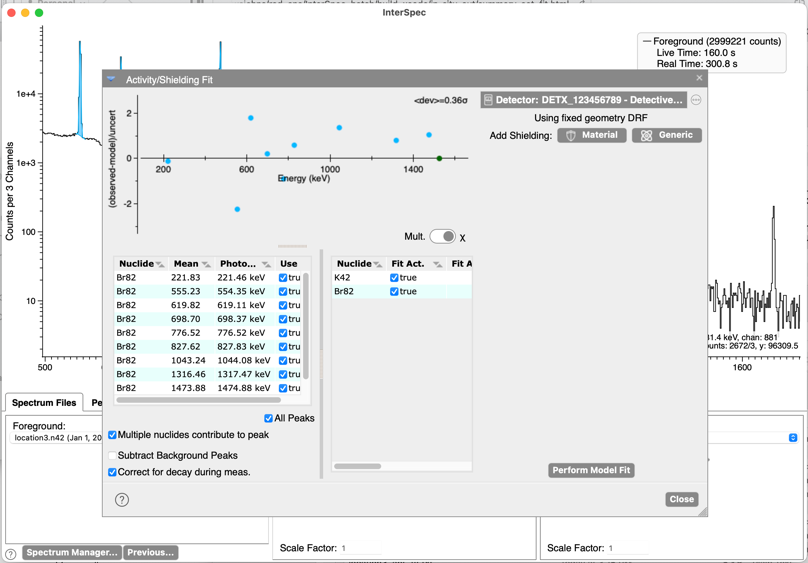 InterSpec
Foreground (2999221 counts)
Live Time: 160.0 s
Real Time: 300.8 s
Counts per 3 Channels
1e+4
1e+3
100
10
500
1600
31.4 keV, chan: 881
ounts: 2672/3, y: 96309.5
Activity/Shielding Fit
<dev>=0.36σ
(observed-model)/uncert
2
0
-2
200
600
1000
1400
Energy (keV)
Mult.
χ
Detector: DETX_123456789 - Detective...
Using fixed geometry DRF
Add Shielding:
Material
Generic
Nuclide Mean Photo... Use
Br82 221.83 221.46 keV tru
Br82 555.23 554.35 keV tru
Br82 619.82 619.11 keV tru
Br82 698.70 698.37 keV tru
Br82 776.52 776.52 keV tru
Br82 827.62 827.83 keV tru
Br82 1043.24 1044.08 keV tru
Br82 1316.46 1317.47 keV tru
Br82 1473.88 1474.88 keV tru
Nuclide Fit Act. Fit A
K42 true
Br82 true
All Peaks
Multiple nuclides contribute to peak
Subtract Background Peaks
Correct for decay during meas.
Perform Model Fit
?
Close
Spectrum Files
Pe
Foreground:
location3.n42 (Jan 1, 20
?
Spectrum Manager...
Previous...
Scale Factor: 1
Scale Factor: 1